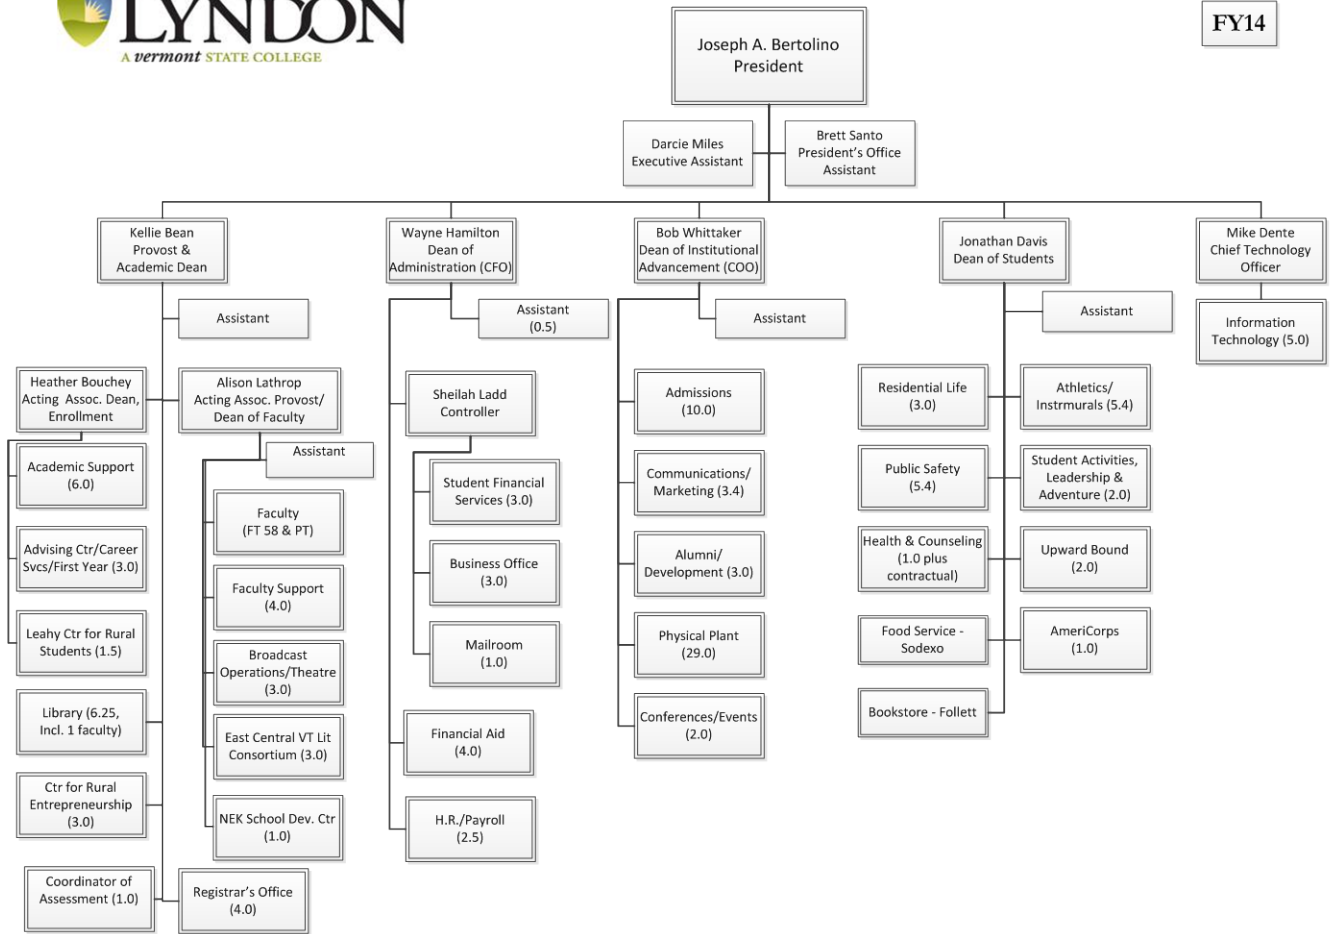 LYNDON
A vermont STATE COLLEGE
FY14
Joseph A. Bertolino
President
Darcie Miles
Executive Assistant
Brett Santo
President's Office
Assistant
Kellie Bean
Provost &
Academic Dean
Wayne Hamilton
Dean of
Administration (CFO)
Bob Whittaker
Dean of Institutional
Advancement (COO)
Jonathan Davis
Dean of Students
Mike Dente
Chief Technology
Officer
Assistant
Assistant
(0.5)
Assistant
Assistant
Information
Technology (5.0)
Heather Bouchey
Acting Assoc. Dean,
Enrollment
Alison Lathrop
Acting Assoc. Provost/
Dean of Faculty
Assistant
Academic Support
(6.0)
Advising Ctr/Career
Svcs/First Year (3.0)
Leahy Ctr for Rural
Students (1.5)
Library (6.25,
Incl. 1 faculty)
Ctr for Rural
Entrepreneurship
(3.0)
Coordinator of
Assessment (1.0)
Registrar's Office
(4.0)
Faculty
(FT 58 & PT)
Faculty Support
(4.0)
Broadcast
Operations/Theatre
(3.0)
East Central VT Lit
Consortium (3.0)
NEK School Dev. Ctr
(1.0)
Sheilah Ladd
Controller
Student Financial
Services (3.0)
Business Office
(3.0)
Mailroom
(1.0)
Financial Aid
(4.0)
H.R./Payroll
(2.5)
Admissions
(10.0)
Communications/
Marketing (3.4)
Alumni/
Development (3.0)
Physical Plant
(29.0)
Conferences/Events
(2.0)
Residential Life
(3.0)
Athletics/
Instrmurals (5.4)
Public Safety
(5.4)
Student Activities,
Leadership &
Adventure (2.0)
Health & Counseling
(1.0 plus
contractual)
Upward Bound
(2.0)
Food Service -
Sodexo
AmeriCorps
(1.0)
Bookstore - Follett